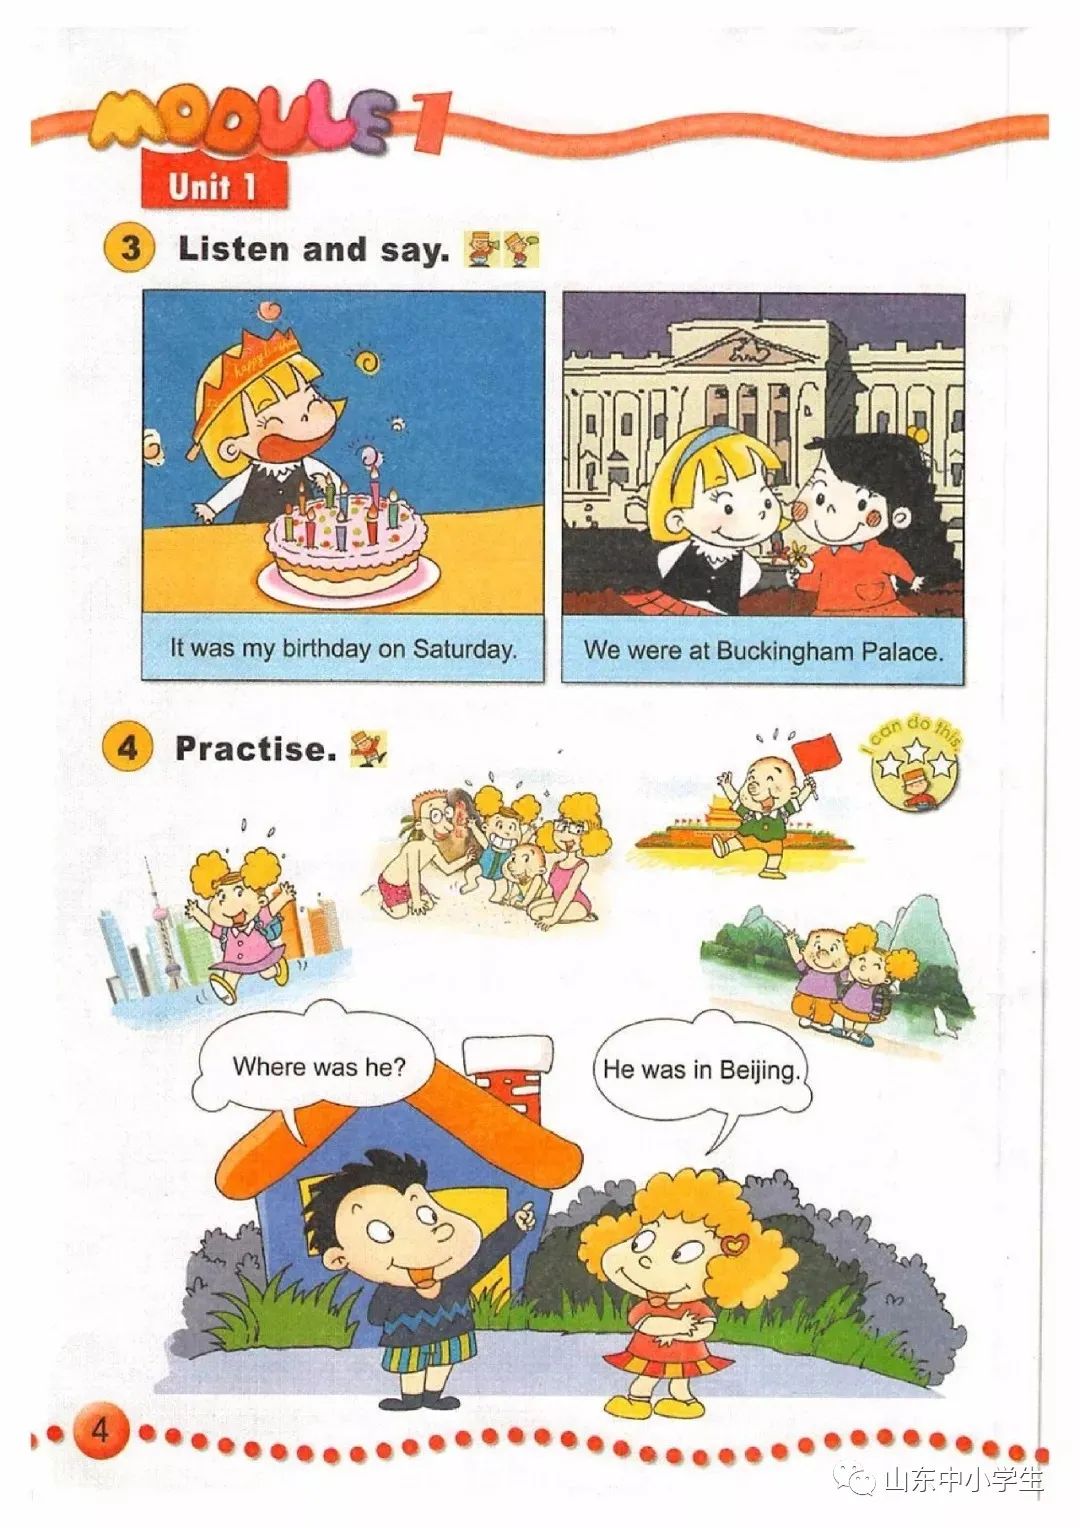 MODULE 1
Unit 1
3 Listen and say.
happy
It was my birthday on Saturday.
We were at Buckingham Palace.
4 Practise.
I can do this.
Where was he?
He was in Beijing.
4
山东中小学生